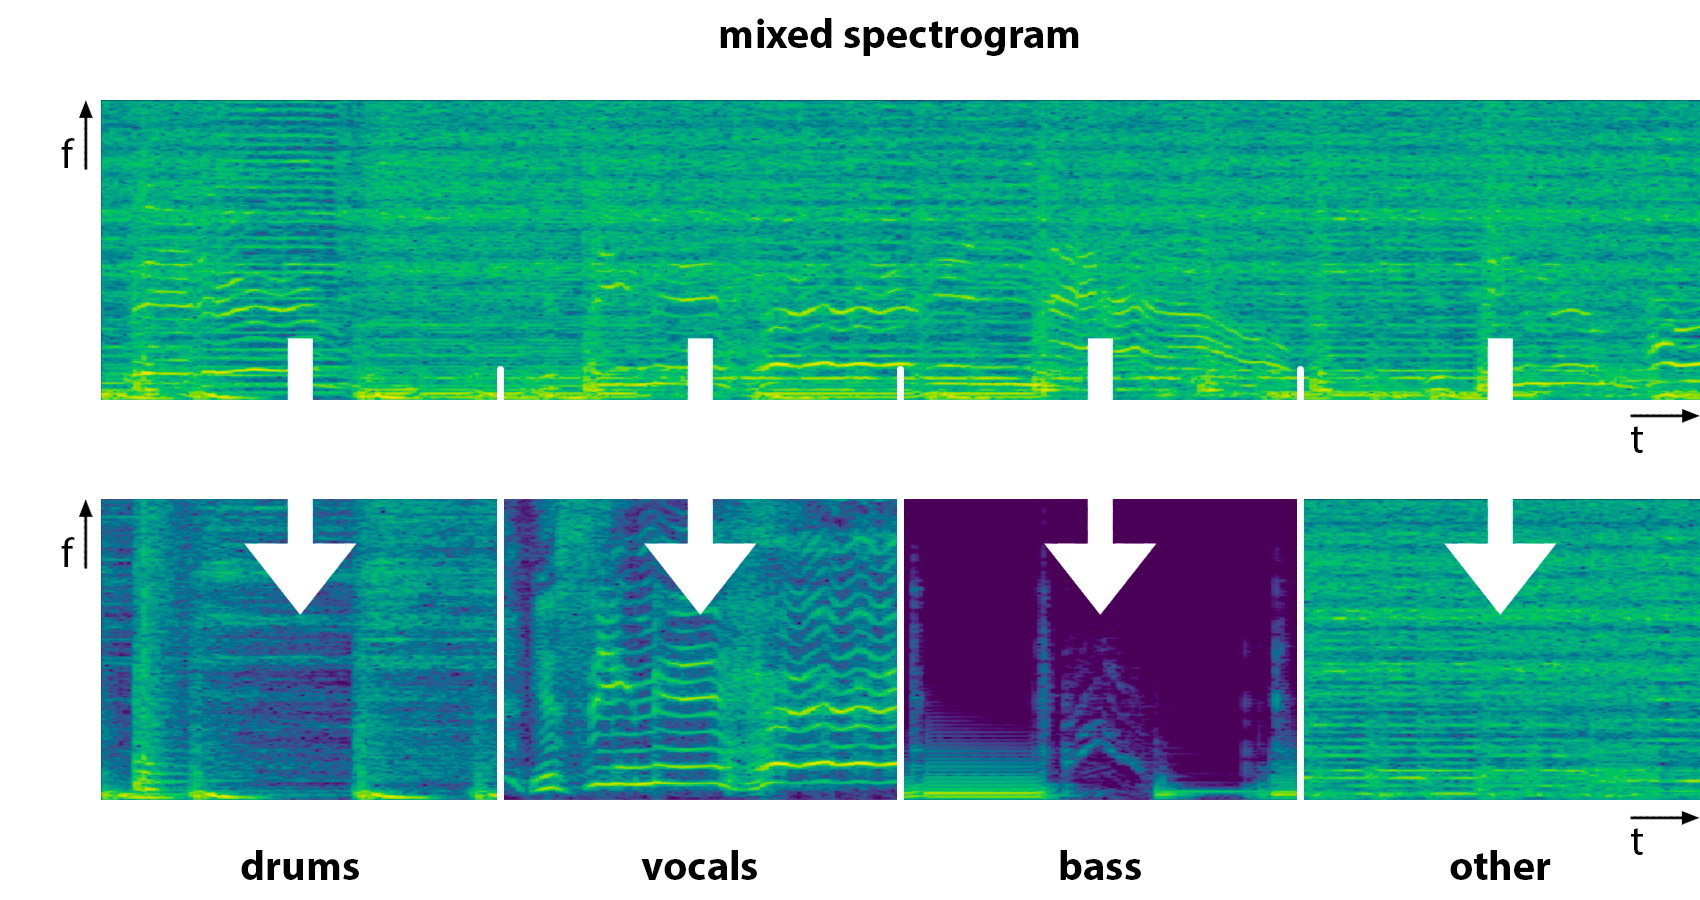 mixed spectrogram
f
t
f
t
drums
vocals
bass
other